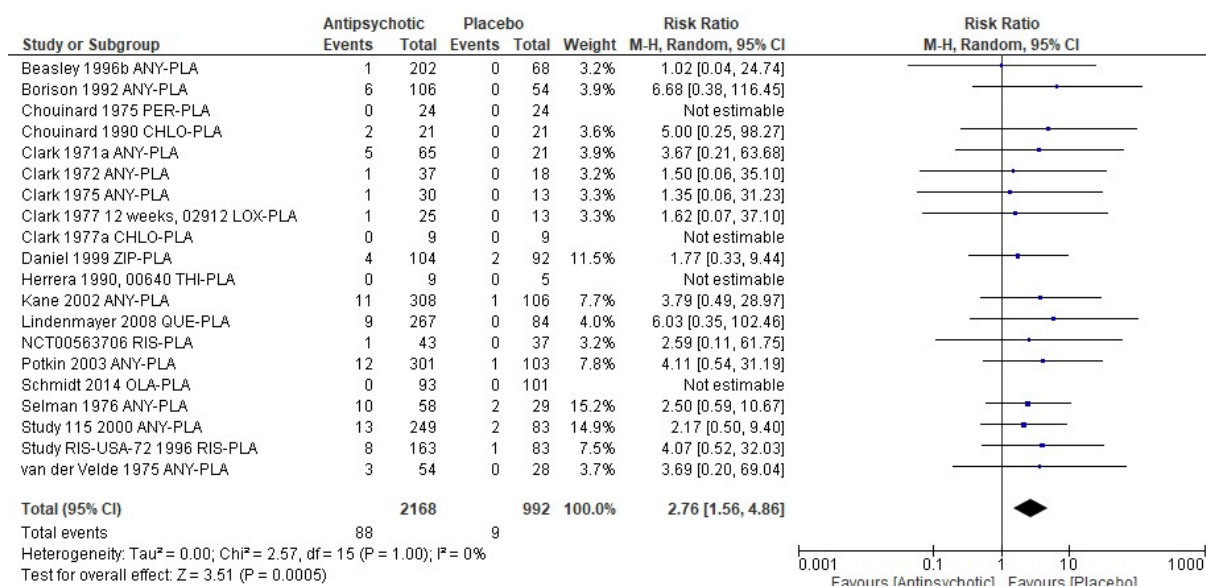 Antipsychotic Placebo Risk Ratio Risk Ratio
Study or Subgroup Events Total Events Total Weight M-H, Random, 95% CI M-H, Random, 95% CI
Beasley 1996b ANY-PLA 1 202 0 68 3.2% 1.02 [0.04, 24.74]
Borison 1992 ANY-PLA 6 106 0 54 3.9% 6.68 [0.38, 116.45]
Chouinard 1975 PER-PLA 0 24 0 24 Not estimable
Chouinard 1990 CHLO-PLA 2 21 0 21 3.6% 5.00 [0.25, 98.27]
Clark 1971a ANY-PLA 5 65 0 21 3.9% 3.67 [0.21, 63.68]
Clark 1972 ANY-PLA 1 37 0 18 3.2% 1.50 [0.06, 35.10]
Clark 1975 ANY-PLA 1 30 0 13 3.3% 1.35 [0.06, 31.23]
Clark 1977 12 weeks, 02912 LOX-PLA 1 25 0 13 3.3% 1.62 [0.07, 37.10]
Clark 1977a CHLO-PLA 0 9 0 9 Not estimable
Daniel 1999 ZIP-PLA 4 104 2 92 11.5% 1.77 [0.33, 9.44]
Herrera 1990, 00640 THI-PLA 0 9 0 5 Not estimable
Kane 2002 ANY-PLA 11 308 1 106 7.7% 3.79 [0.49, 28.97]
Lindenmayer 2008 QUE-PLA 9 267 0 84 4.0% 6.03 [0.35, 102.46]
NCT00563706 RIS-PLA 1 43 0 37 3.2% 2.59 [0.11, 61.75]
Potkin 2003 ANY-PLA 12 301 1 103 7.8% 4.11 [0.54, 31.19]
Schmidt 2014 OLA-PLA 0 93 0 101 Not estimable
Selman 1976 ANY-PLA 10 58 2 29 15.2% 2.50 [0.59, 10.67]
Study 115 2000 ANY-PLA 13 249 2 83 14.9% 2.17 [0.50, 9.40]
Study RIS-USA-72 1996 RIS-PLA 8 163 1 83 7.5% 4.07 [0.52, 32.03]
van der Velde 1975 ANY-PLA 3 54 0 28 3.7% 3.69 [0.20, 69.04]
Total (95% CI) 2168 992 100.0% 2.76 [1.56, 4.86]
Total events 88 9
Heterogeneity: Tau² = 0.00; Chi² = 2.57, df = 15 (P = 1.00); I² = 0%
Test for overall effect: Z = 3.51 (P = 0.0005)
0.001 0.1 1 10 1000
Favours [Antipsychotic] Favours [Placebo]